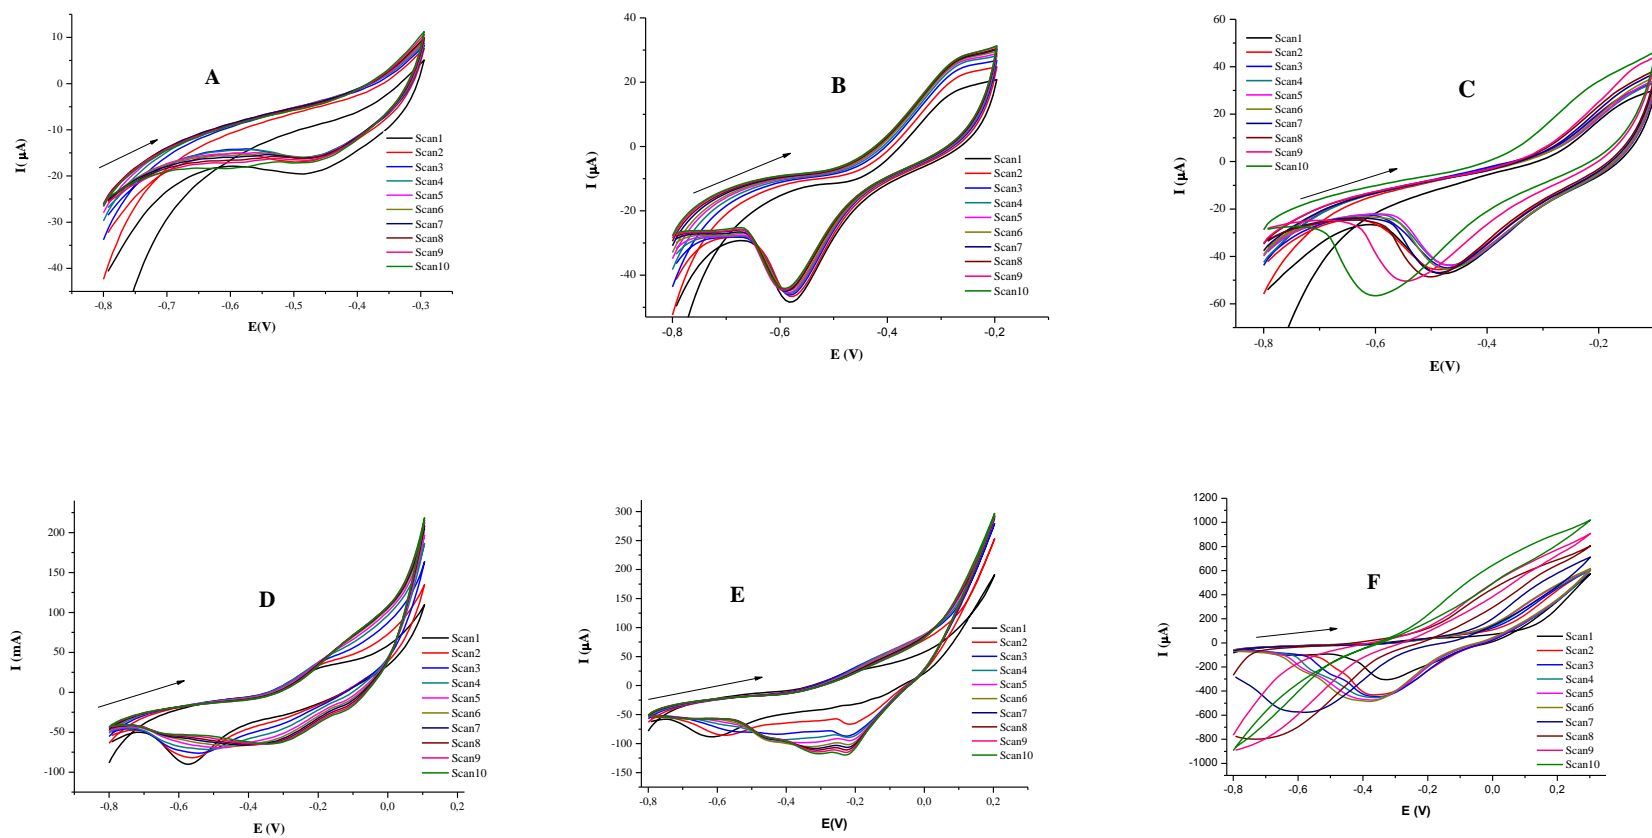 A
I ( µA)
10
0
-10
-20
-30
-40
-0,8
-0,7
-0,6
-0,5
-0,4
-0,3
E(V)
Scan1
Scan2
Scan3
Scan4
Scan5
Scan6
Scan7
Scan8
Scan9
Scan10
B
I (µA)
40
20
0
-20
-40
-0,8
-0,6
-0,4
-0,2
E (V)
Scan1
Scan2
Scan3
Scan4
Scan5
Scan6
Scan7
Scan8
Scan9
Scan10
C
I (µA)
60
40
20
0
-20
-40
-60
-0,8
-0,6
-0,4
-0,2
E(V)
Scan1
Scan2
Scan3
Scan4
Scan5
Scan6
Scan7
Scan8
Scan9
Scan10
D
I (mA)
200
150
100
50
0
-50
-100
-0,8
-0,6
-0,4
-0,2
0,0
0,2
E (V)
Scan1
Scan2
Scan3
Scan4
Scan5
Scan6
Scan7
Scan8
Scan9
Scan10
E
I (µA)
300
250
200
150
100
50
0
-50
-100
-150
-0,8
-0,6
-0,4
-0,2
0,0
0,2
E(V)
Scan1
Scan2
Scan3
Scan4
Scan5
Scan6
Scan7
Scan8
Scan9
Scan10
F
I (µA)
1200
1000
800
600
400
200
0
-200
-400
-600
-800
-1000
-0,8
-0,6
-0,4
-0,2
0,0
0,2
E (V)
Scan1
Scan2
Scan3
Scan4
Scan5
Scan6
Scan7
Scan8
Scan9
Scan10